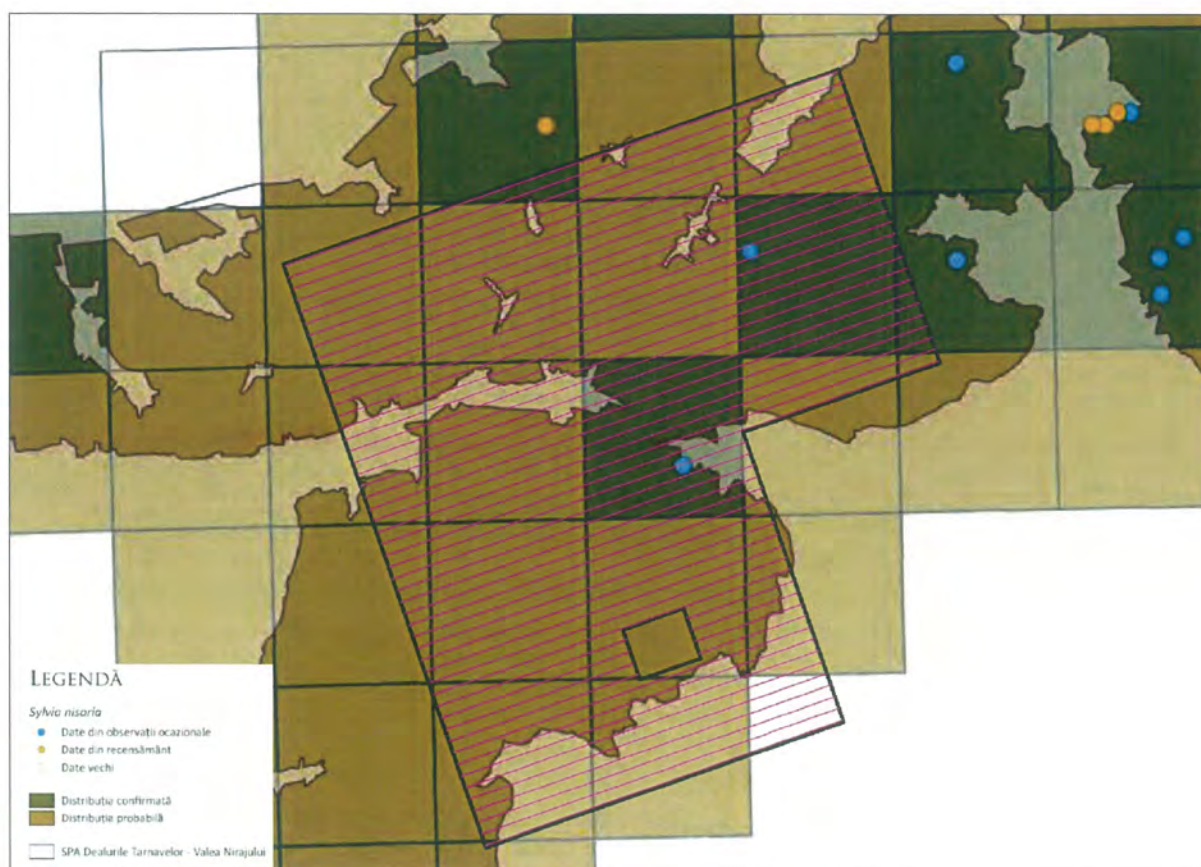 LEGENDĂ
Sylvia nisoria
Date din observații ocazionale
Date din recensământ
Date vechi
Distribuție confirmată
Distribuție probabilă
SPA Dealurile Tarnavelor - Valea Nirajului